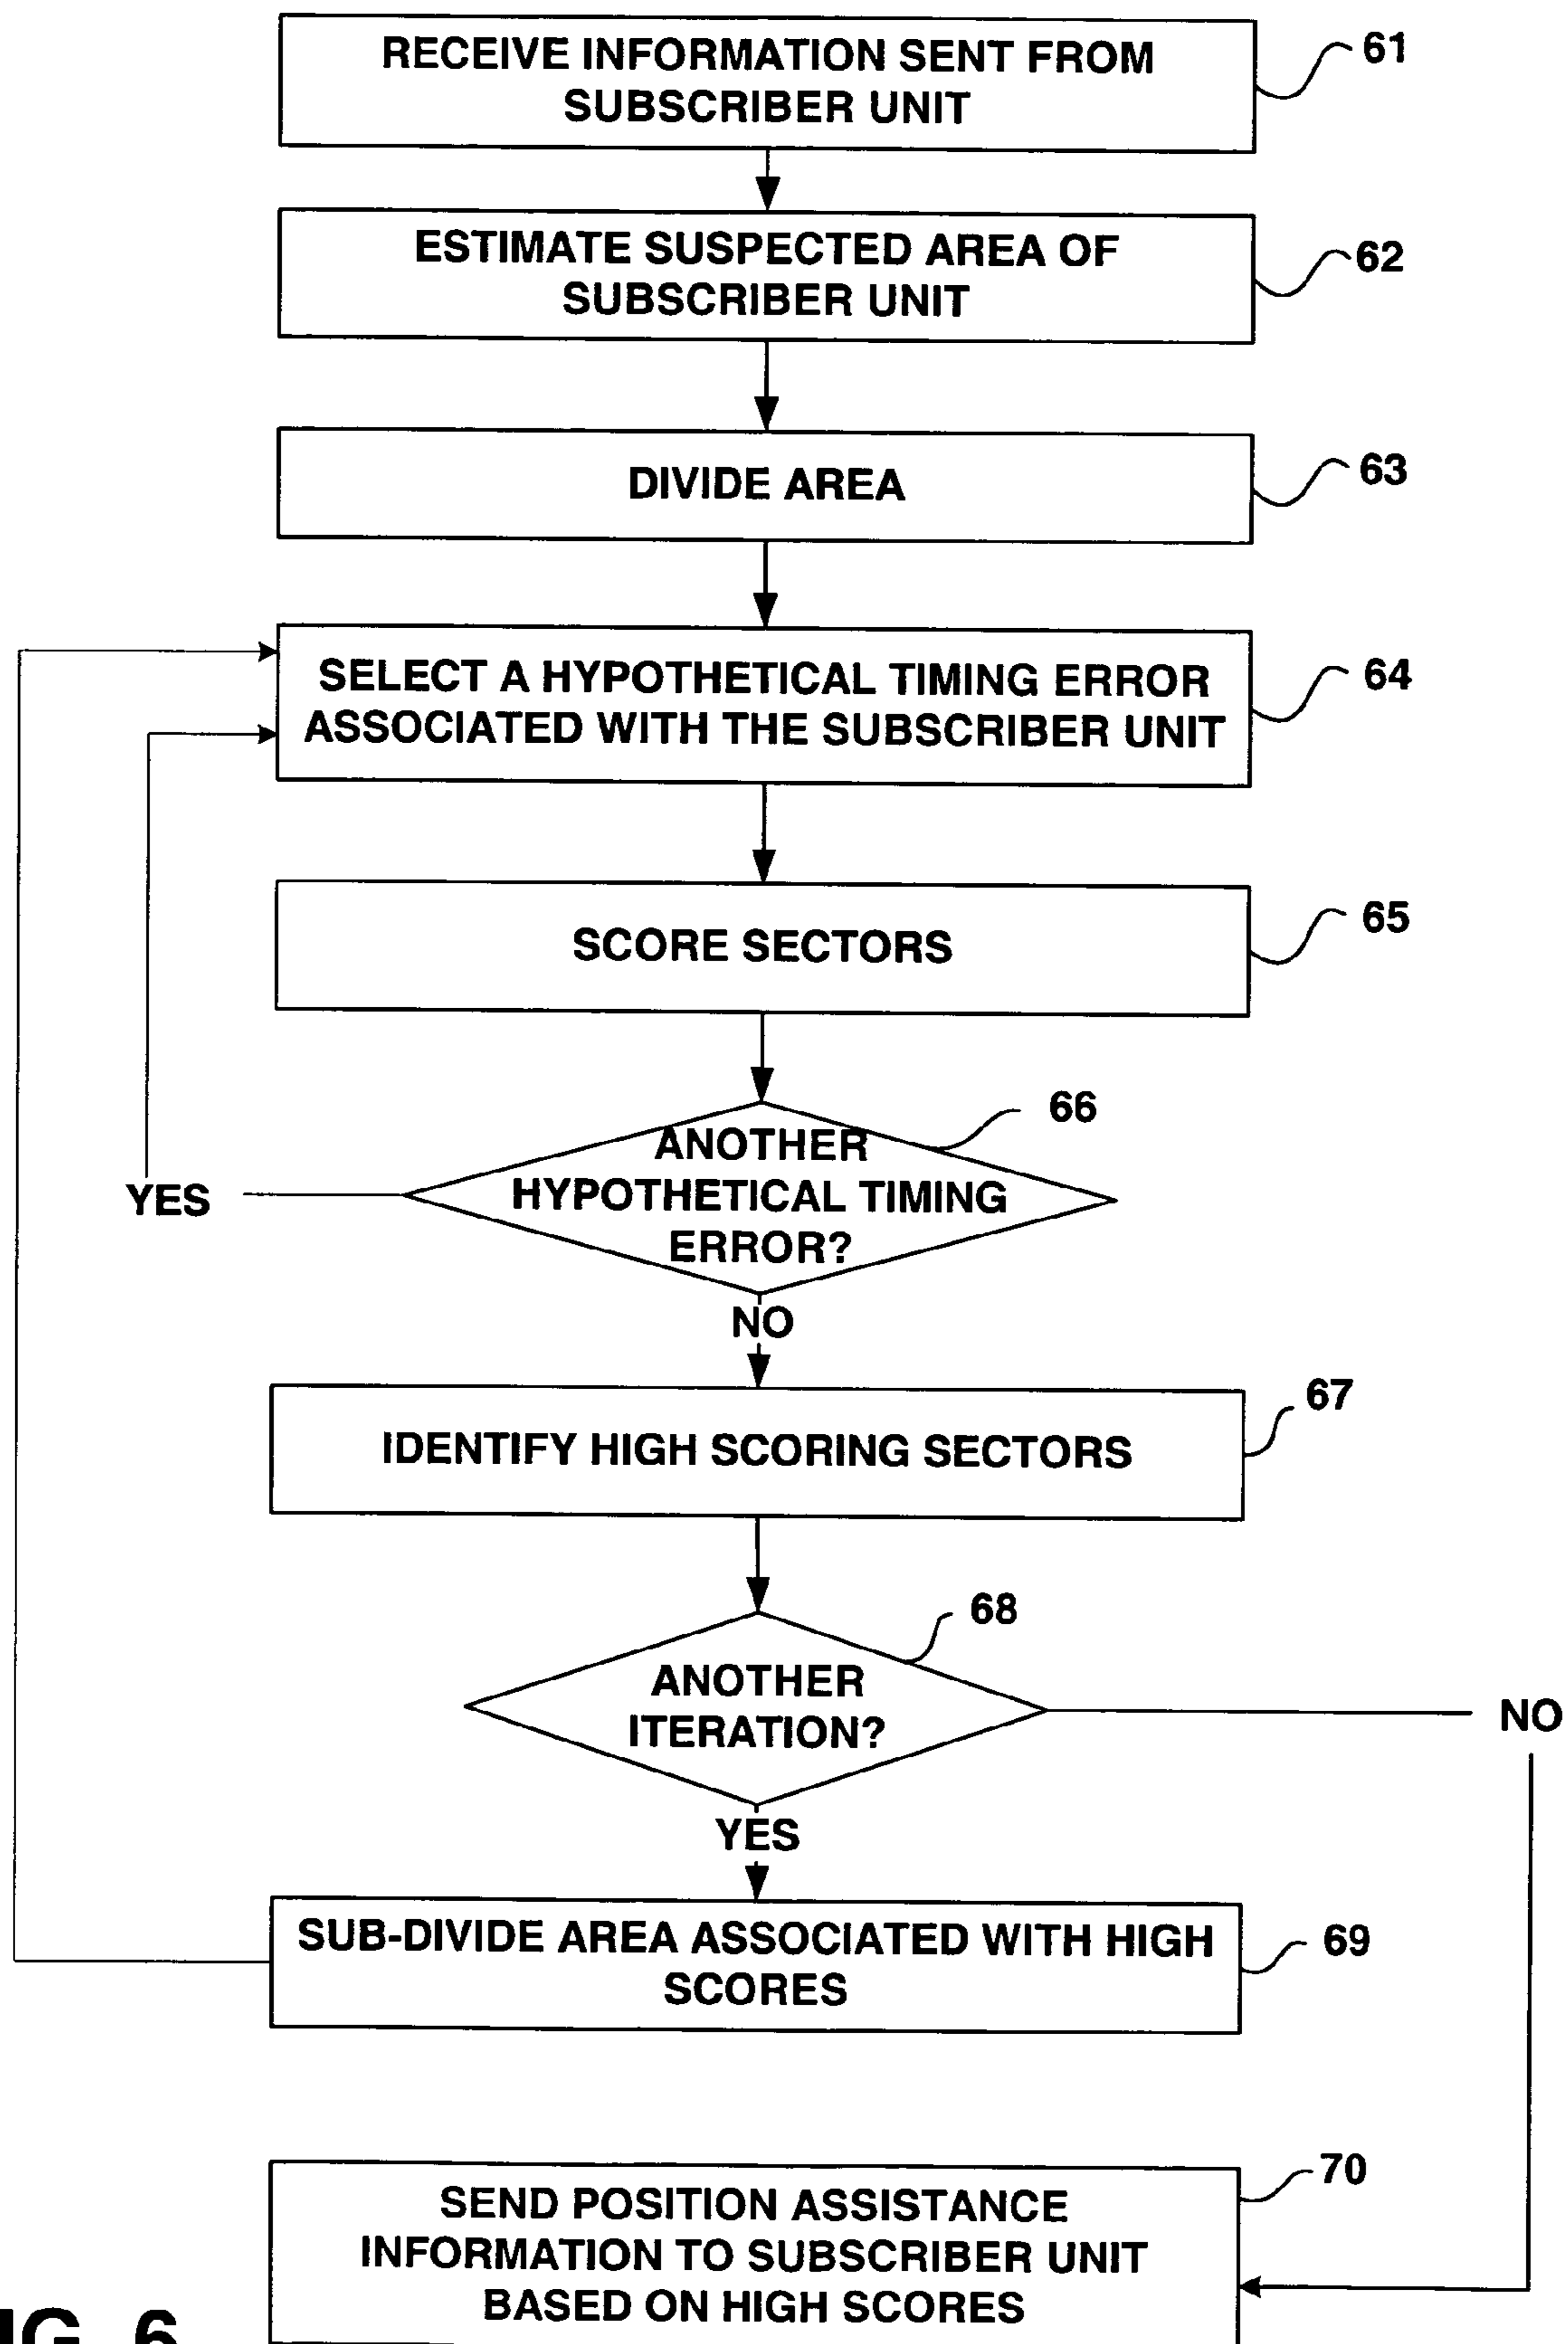 RECEIVE INFORMATION SENT FROM
SUBSCRIBER UNIT
61
ESTIMATE SUSPECTED AREA OF
SUBSCRIBER UNIT
62
DIVIDE AREA
63
SELECT A HYPOTHETICAL TIMING ERROR
ASSOCIATED WITH THE SUBSCRIBER UNIT
64
SCORE SECTORS
65
66
ANOTHER
HYPOTHETICAL TIMING
ERROR?
YES
NO
IDENTIFY HIGH SCORING SECTORS
67
68
ANOTHER
ITERATION?
NO
YES
SUB-DIVIDE AREA ASSOCIATED WITH HIGH
SCORES
69
SEND POSITION ASSISTANCE
INFORMATION TO SUBSCRIBER UNIT
BASED ON HIGH SCORES
70
6